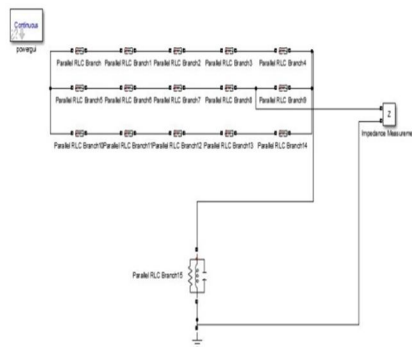 Continuous
powergui
Parallel RLC Branch Parallel RLC Branch1 Parallel RLC Branch2 Parallel RLC Branch3 Parallel RLC Branch4
Parallel RLC Branch5 Parallel RLC Branch6 Parallel RLC Branch7 Parallel RLC Branch8 Parallel RLC Branch9
Z
Impedance Measureme
Parallel RLC Branch10 Parallel RLC Branch11 Parallel RLC Branch12 Parallel RLC Branch13 Parallel RLC Branch14
Parallel RLC Branch15